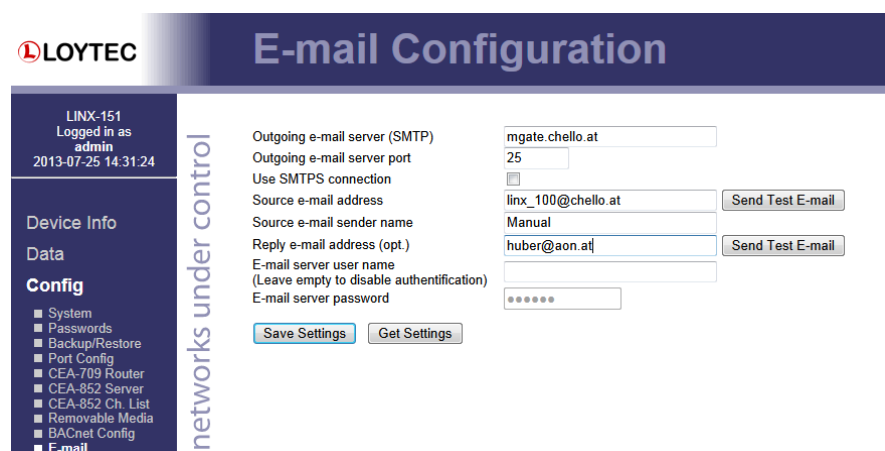 LOYTEC
E-mail Configuration
LINX-151
Logged in as
admin
2013-07-25 14:31:24
Device Info
Data
Config
System
Passwords
Backup/Restore
Port Config
CEA-709 Router
CEA-852 Server
CEA-852 Ch. List
Removable Media
BACnet Config
E-mail
networks under control
Outgoing e-mail server (SMTP) mgate.chello.at
Outgoing e-mail server port 25
Use SMTPS connection
Source e-mail address linx_100@chello.at Send Test E-mail
Source e-mail sender name Manual
Reply e-mail address (opt.) huber@aon.at Send Test E-mail
E-mail server user name
(Leave empty to disable authentification)
E-mail server password ●●●●●●
Save Settings Get Settings